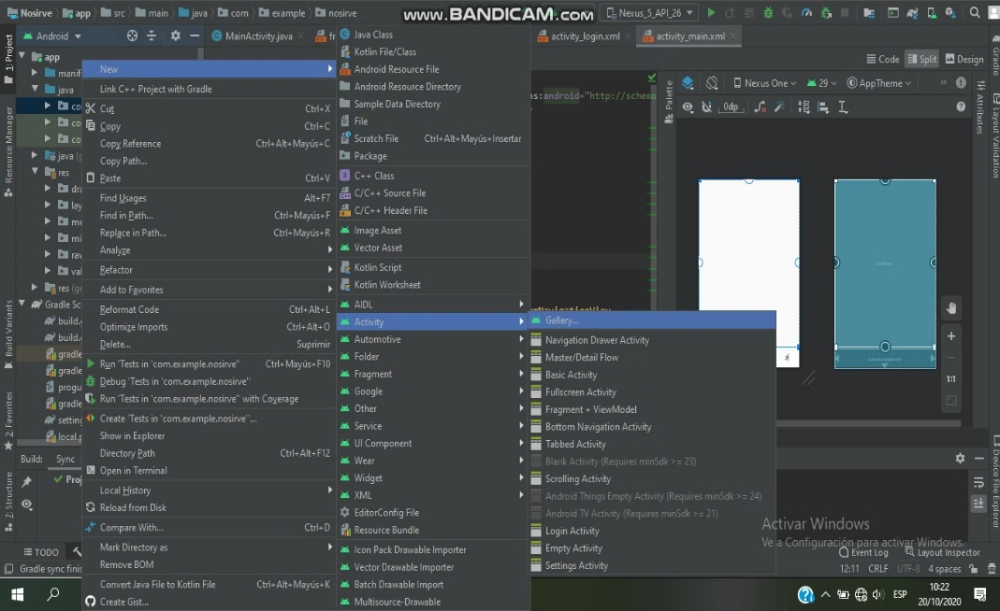 Nosirve app src main java com example nosirve
www.BANDICAM.com
Nexus_5_API_26
Android
MainActivity.java
activity_login.xml
activity_main.xml
Code Split Design
1: Project
Resource Manager
Build Variants
2: Favorites
7: Structure
app
manif
java
co
co
co
java (g
res
dra
lay
me
mi
rav
val
res (
Gradle Sc
build.
build.
gradle
gradle
progu
gradle
settin
local.p
Build: Sync
Proj
TODO
Gradle sync finis
New
Link C++ Project with Gradle
Cut Ctrl+X
Copy Ctrl+C
Copy Reference Ctrl+Alt+Mayús+C
Copy Path...
Paste Ctrl+V
Find Usages Alt+F7
Find in Path... Ctrl+Mayús+F
Replace in Path... Ctrl+Mayús+R
Analyze
Refactor
Add to Favorites
Reformat Code Ctrl+Alt+L
Optimize Imports Ctrl+Alt+O
Delete... Suprimir
Run 'Tests in 'com.example.nosirve'' Ctrl+Mayús+F10
Debug 'Tests in 'com.example.nosirve''
Run 'Tests in 'com.example.nosirve'' with Coverage
Create 'Tests in 'com.example.nosirve''...
Show in Explorer
Directory Path Ctrl+Alt+F12
Open in Terminal
Local History
Reload from Disk
Compare With... Ctrl+D
Mark Directory as
Remove BOM
Convert Java File to Kotlin File Ctrl+Alt+Mayús+K
Create Gist...
Java Class
Kotlin File/Class
Android Resource File
Android Resource Directory
Sample Data Directory
File
Scratch File Ctrl+Alt+Mayús+Insertar
Package
C++ Class
C/C++ Source File
C/C++ Header File
Image Asset
Vector Asset
Kotlin Script
Kotlin Worksheet
AIDL
Activity
Automotive
Folder
Fragment
Google
Other
Service
UI Component
Wear
Widget
XML
EditorConfig File
Resource Bundle
Icon Pack Drawable Importer
Vector Drawable Importer
Batch Drawable Import
Multisource-Drawable
Gallery...
Navigation Drawer Activity
Master/Detail Flow
Basic Activity
Fullscreen Activity
Fragment + ViewModel
Bottom Navigation Activity
Tabbed Activity
Blank Activity (Requires minSdk >= 23)
Scrolling Activity
Android Things Empty Activity (Requires minSdk >= 24)
Android TV Activity (Requires minSdk >= 21)
Login Activity
Empty Activity
Settings Activity
ns:android="http://schema
Palette
Nexus One 29 AppTheme
0dp
1:1
Attributes
Gradle
Layout Validation
Device File Explorer
Activar Windows
Ve a Configuración para activar Windows.
Event Log Layout Inspector
12:11 CRLF UTF-8 4 spaces
ESP
10:22
20/10/2020